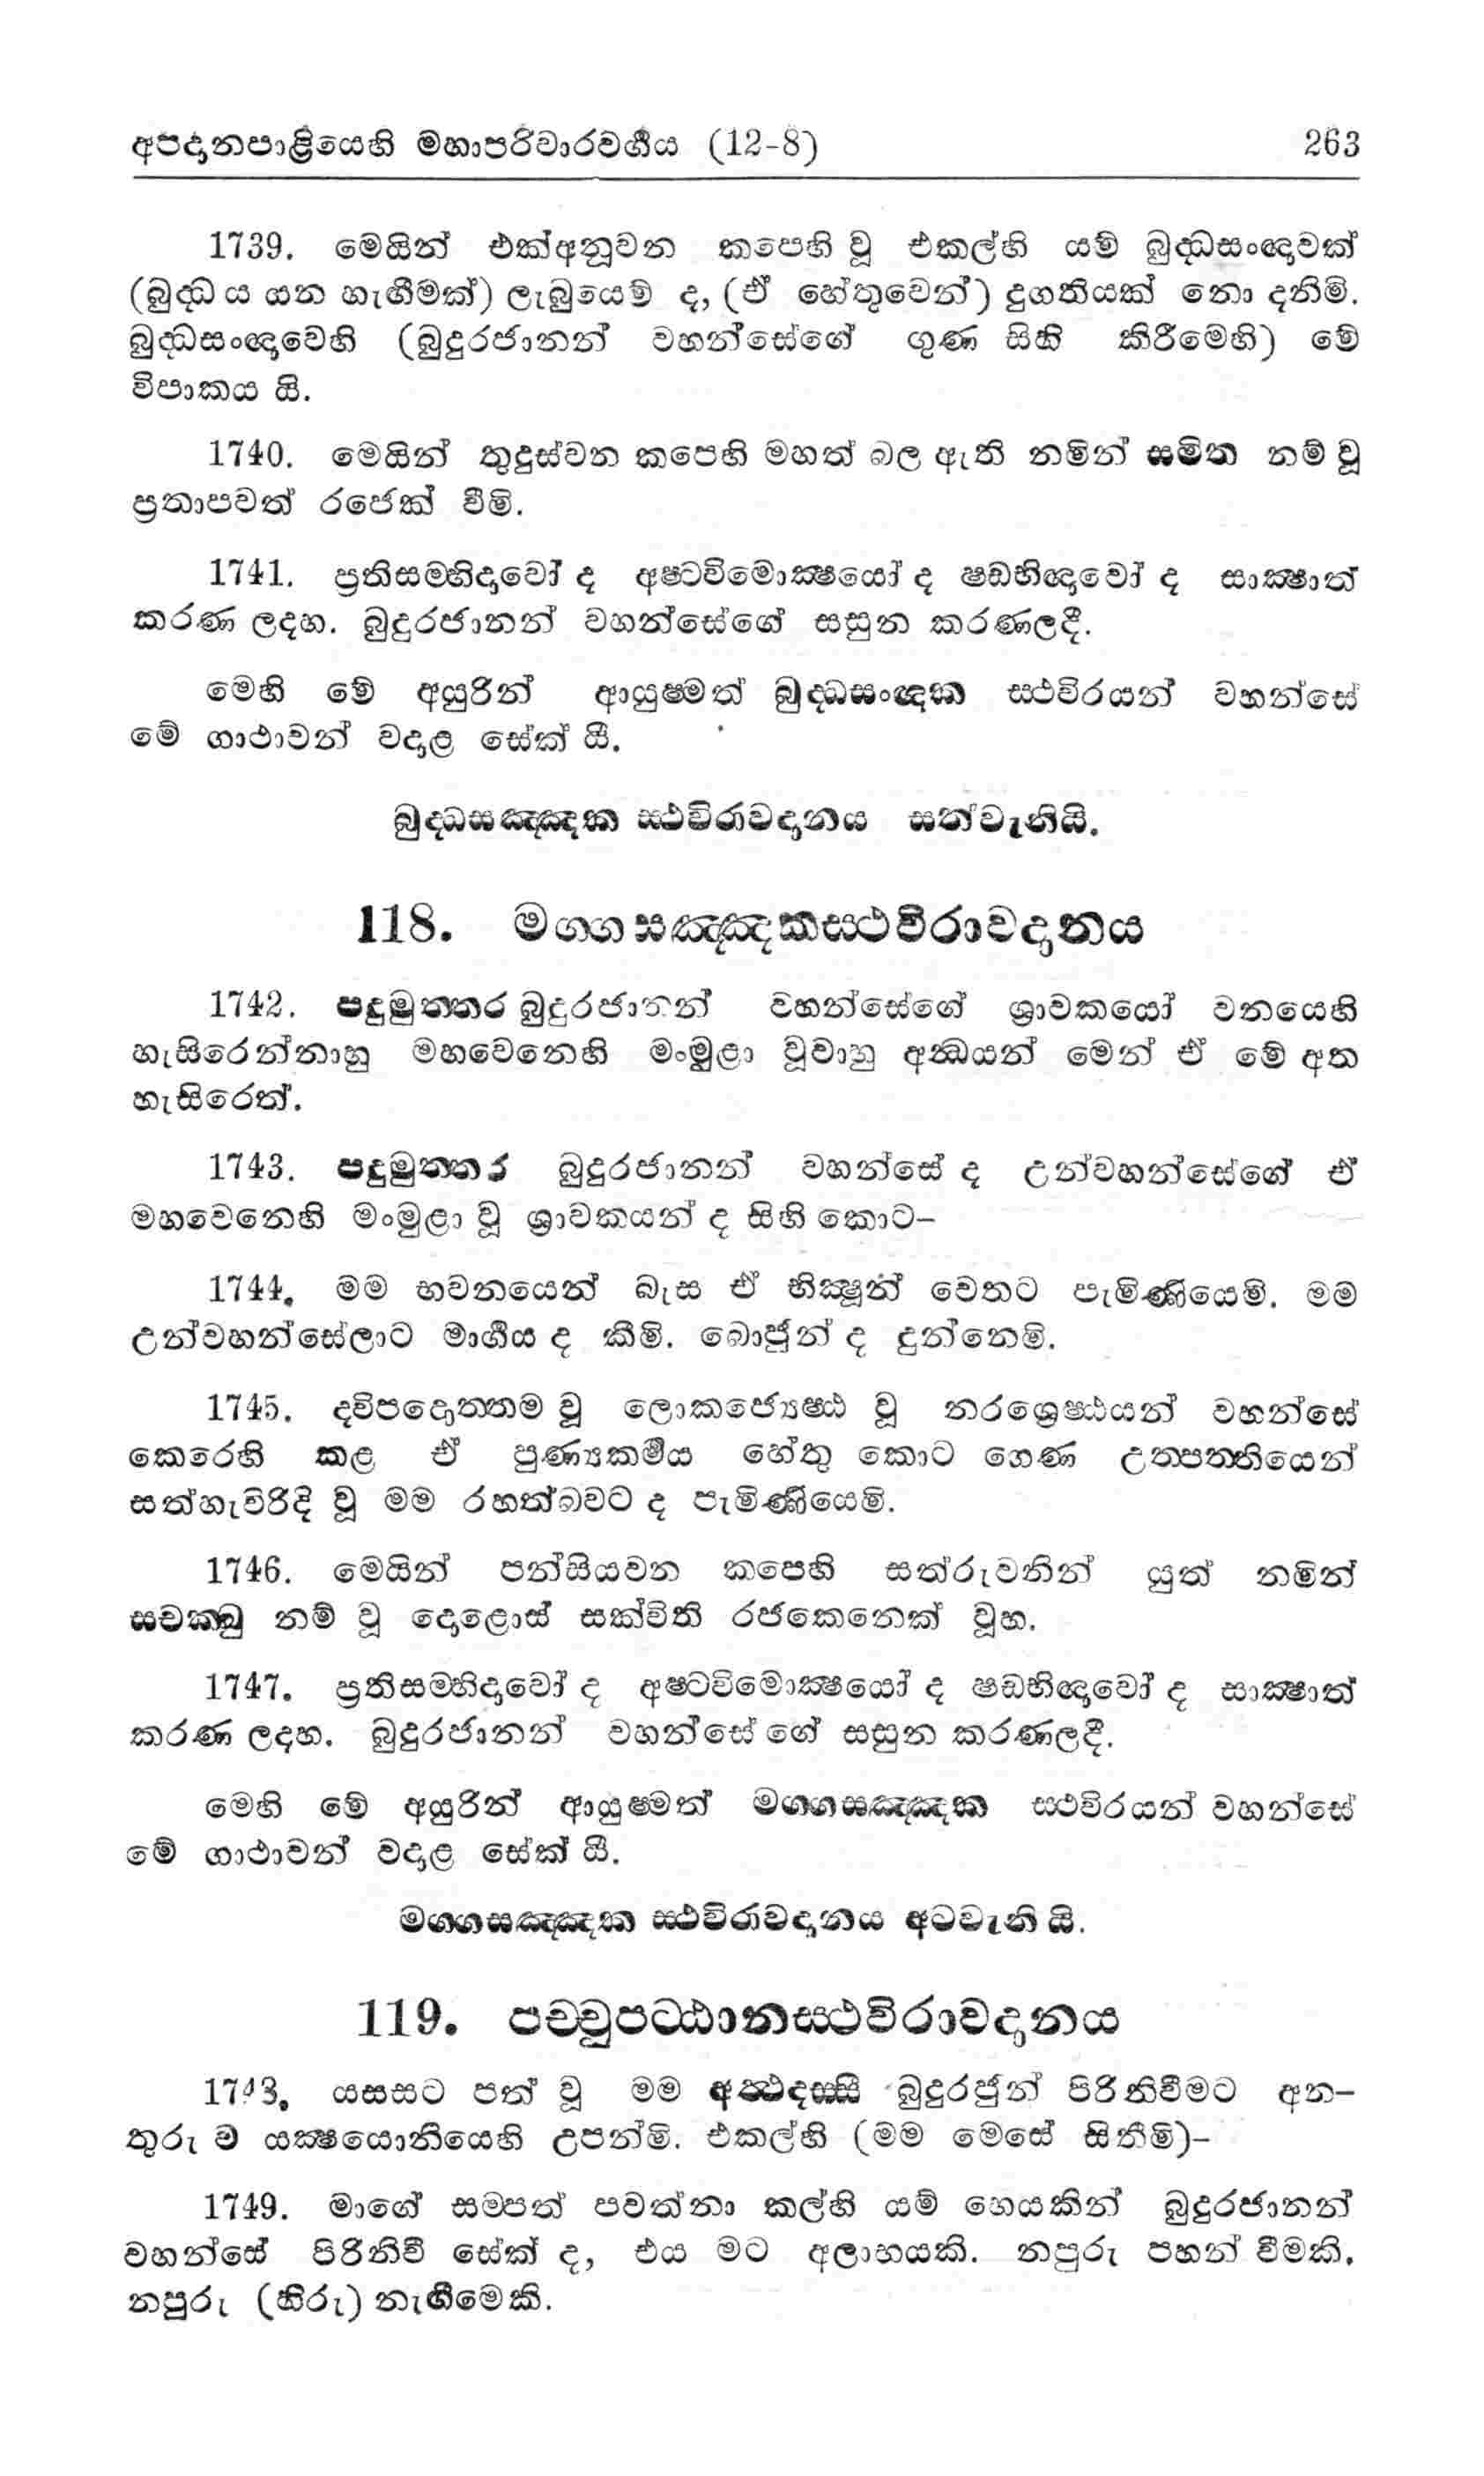 අපදානපාළියෙහි මහාපරිවාරවර්‍ගය (12-8) 263
1739. මෙයින් එක්අනූවන කපෙහි වූ එකල්හි යම් බුද්‍ධසංඥාවක්
(බුද්‍ධ ය යන හැඟීමක්) ලැබුයෙම් ද, (ඒ හේතුවෙන්) දුගතියක් නො දනිමි.
බුද්‍ධසංඥාවෙහි (බුදුරජානන් වහන්සේගේ ගුණ සිහි කිරීමෙහි) මේ
විපාකය යි.
1740. මෙයින් තුදුස්වන කපෙහි මහත් බල ඇති නමින් සමිත නම් වූ
ප්‍රතාපවත් රජෙක් වීමි.
1741. ප්‍රතිසම්භිදාවෝ ද අෂ්ටවිමොක්‍ෂයෝ ද ෂඩභිඥාවෝ ද සාක්‍ෂාත්
කරණ ලදහ. බුදුරජානන් වහන්සේගේ සසුන කරණලදී.
මෙහි මේ අයුරින් ආයුෂ්මත් බුද්‍ධසංඥක ස්ථවිරයන් වහන්සේ
මේ ගාථාවන් වදාළ සේක් යී.
බුද්‍ධසඤ්ඤක ස්ථවිරාවදානය සත්වැනියි.
118. මග්ගසඤ්ඤකස්ථවිරාවදානය
1742. පදුමුත්තර බුදුරජානන් වහන්සේගේ ශ්‍රාවකයෝ වනයෙහි
හැසිරෙන්නාහු මහවෙනෙහි මංමුළා වූවාහු අන්‍ධයන් මෙන් ඒ මේ අත
හැසිරෙත්.
1743. පදුමුත්තර බුදුරජානන් වහන්සේ ද උන්වහන්සේගේ ඒ
මහවෙනෙහි මංමුළා වූ ශ්‍රාවකයන් ද සිහි කොට–
1744. මම භවනයෙන් බැස ඒ භික්‍ෂූන් වෙතට පැමිණියෙමි. මම
උන්වහන්සේලාට මාර්‍ගය ද කීමි. බොජුන් ද දුන්නෙමි.
1745. ද්විපදොත්තම වූ ලොකජ්‍යෙෂ්ඨ වූ නරශ්‍රෙෂ්ඨයන් වහන්සේ
කෙරෙහි කළ ඒ පුණ්‍යකර්‍මය හේතු කොට ගෙණ උත්පත්තියෙන්
සත්හැවිරිදි වූ මම රහත්බවට ද පැමිණියෙමි.
1746. මෙයින් පන්සියවන කපෙහි සත්රුවනින් යුත් නමින්
සචක්ඛු නම් වූ දොළොස් සක්විති රජකෙනෙක් වූහ.
1747. ප්‍රතිසම්භිදාවෝ ද අෂ්ටවිමොක්‍ෂයෝ ද ෂඩභිඥාවෝ ද සාක්‍ෂාත්
කරණ ලදහ. බුදුරජානන් වහන්සේ ගේ සසුන කරණලදී.
මෙහි මේ අයුරින් ආයුෂ්මත් මග්ගසඤ්ඤක ස්ථවිරයන් වහන්සේ
මේ ගාථාවන් වදාළ සේක් යී.
මග්ගසඤ්ඤක ස්ථවිරාවදානය අටවැනි යි.
119. පච්චුපට්ඨානස්ථවිරාවදානය
1743. යසසට පත් වූ මම අත්ථදස්සී බුදුරජුන් පිරිනිවීමට අන–
තුරු ව යක්‍ෂයොනියෙහි උපන්මි. එකල්හි (මම මෙසේ සිතීමි)–
1749. මාගේ සම්පත් පවත්නා කල්හි යම් හෙයකින් බුදුරජානන්
වහන්සේ පිරිනිවී සේක් ද, එය මට අලාභයකි. නපුරු පහන් වීමකි.
නපුරු (හිරු) නැඟීමෙකි.